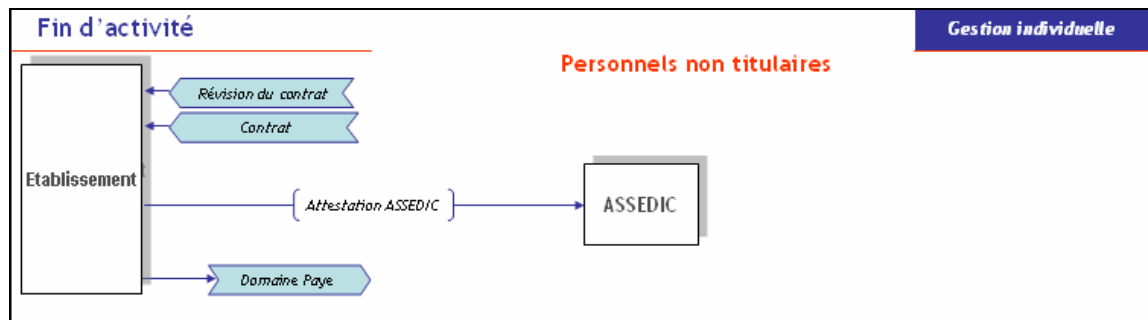 Fin d'activité
Gestion individuelle
Personnels non titulaires
Révision du contrat
Contrat
Etablissement
Attestation ASSEDIC
ASSEDIC
Domaine Paye